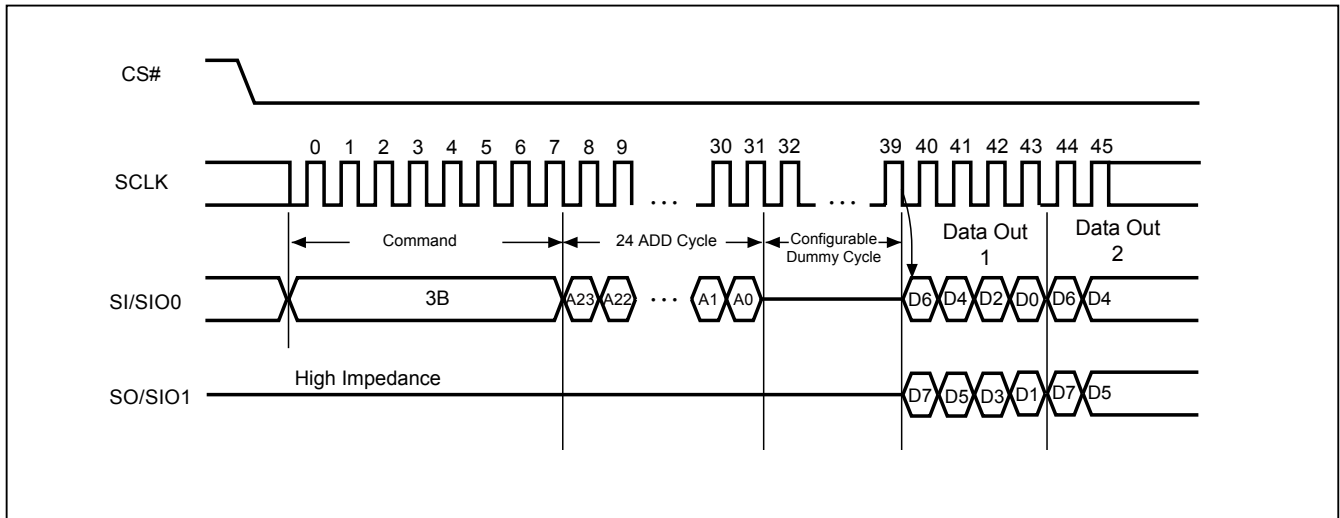 CS#
0 1 2 3 4 5 6 7 8 9 30 31 32 39 40 41 42 43 44 45
SCLK
... ...
Command 24 ADD Cycle Configurable Dummy Cycle Data Out 1 Data Out 2
SI/SIO0 3B A23 A22 ... A1 A0 D6 D4 D2 D0 D6 D4
High Impedance
SO/SIO1 D7 D5 D3 D1 D7 D5